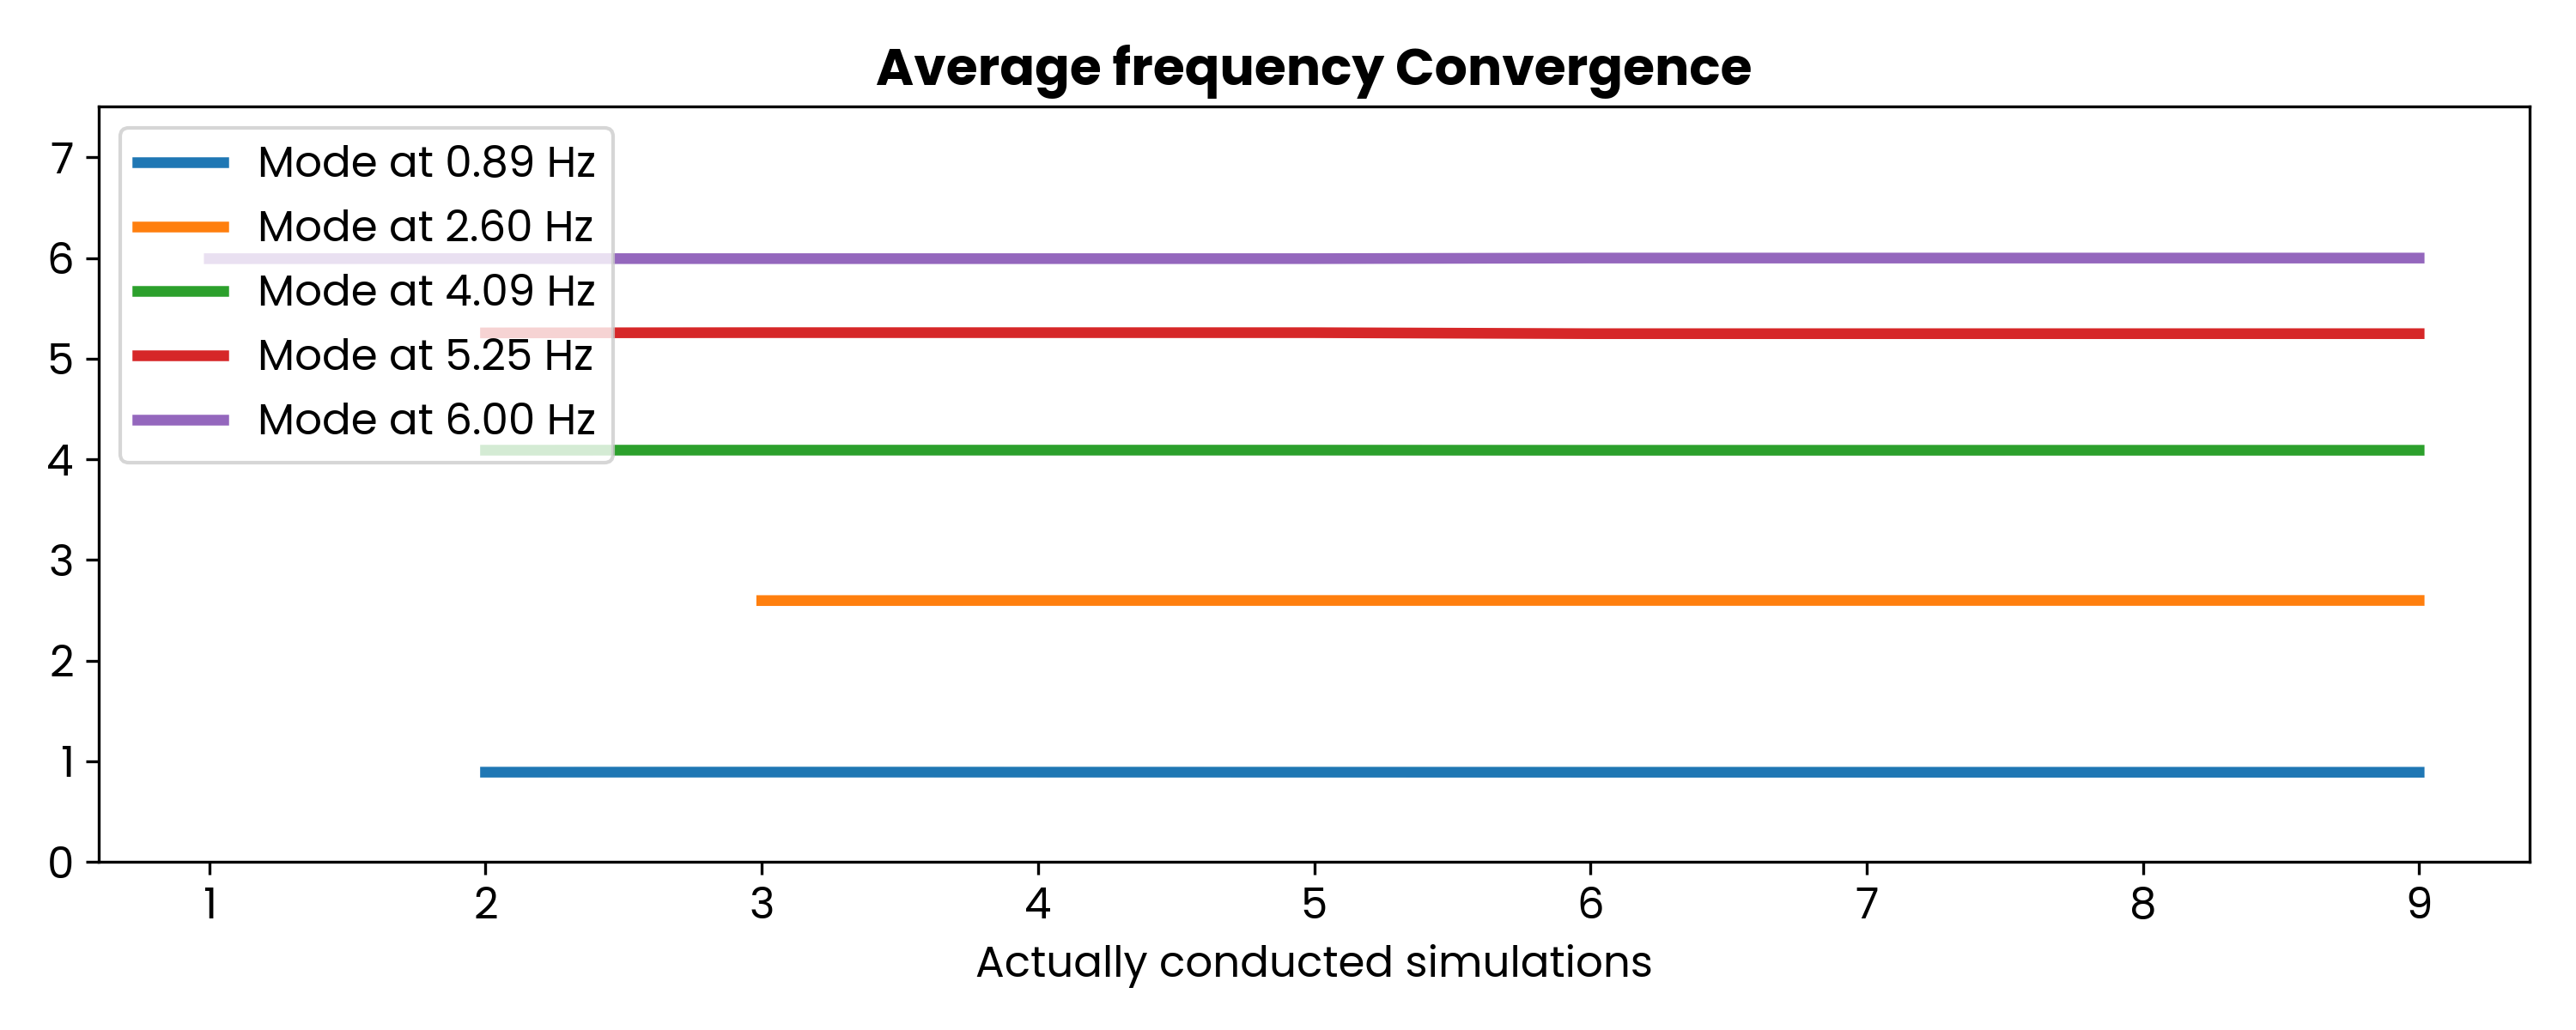 Average frequency Convergence
7
6
5
4
3
2
1
0
Mode at 0.89 Hz
Mode at 2.60 Hz
Mode at 4.09 Hz
Mode at 5.25 Hz
Mode at 6.00 Hz
1 2 3 4 5 6 7 8 9
Actually conducted simulations